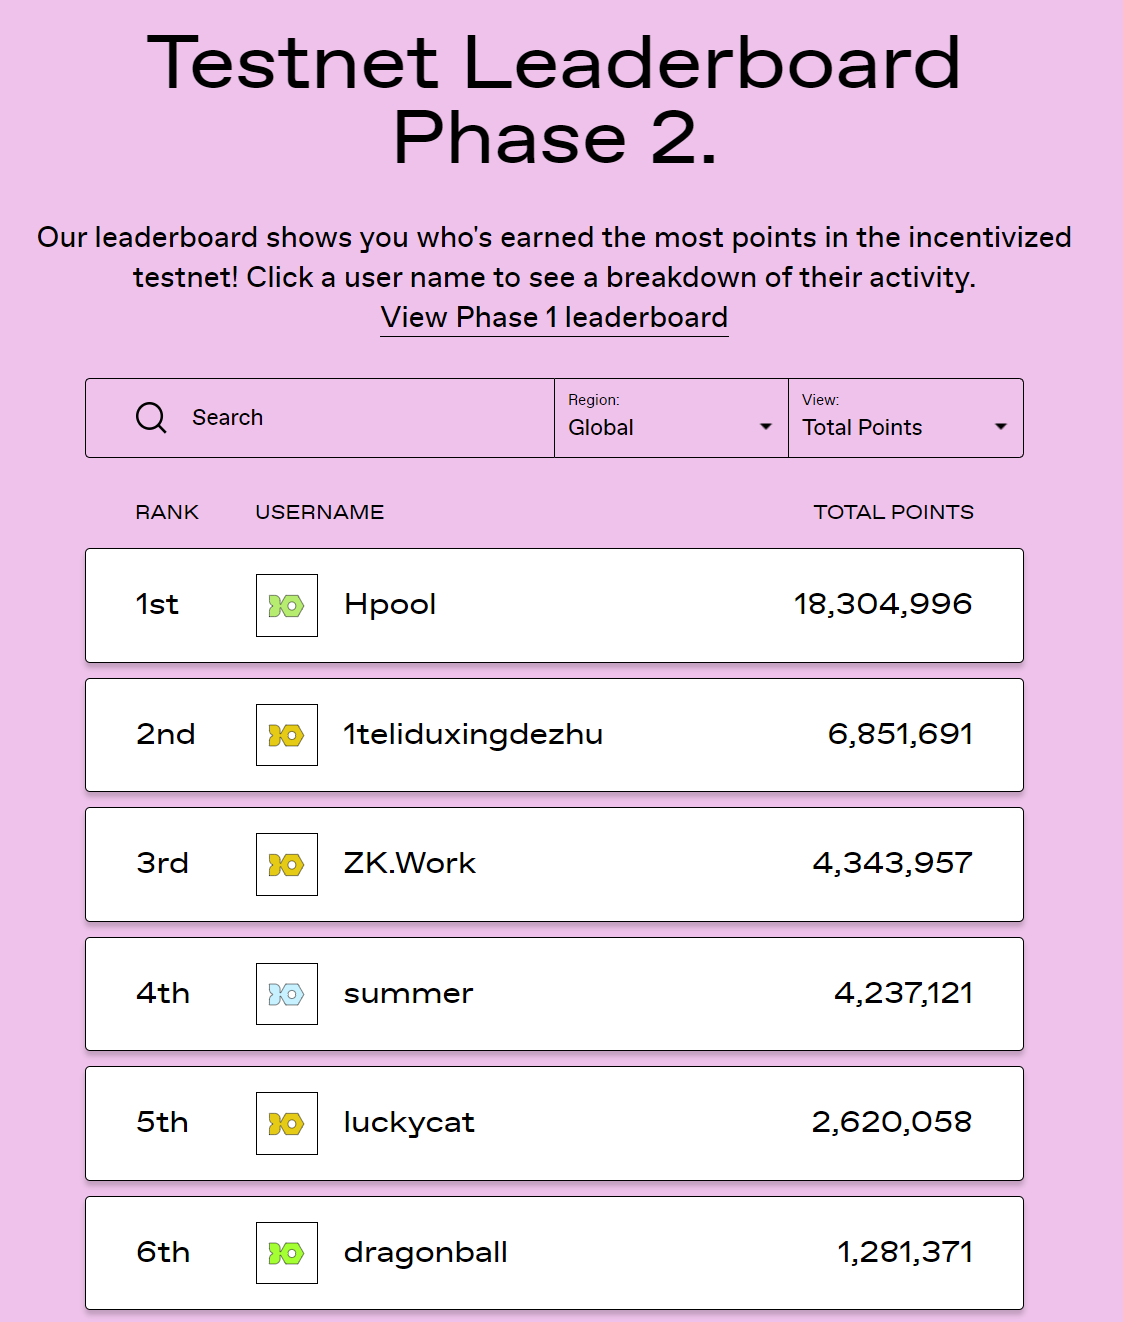 Testnet Leaderboard
Phase 2.
Our leaderboard shows you who's earned the most points in the incentivized
testnet! Click a user name to see a breakdown of their activity.
View Phase 1 leaderboard
Search
Region:
Global
View:
Total Points
RANK USERNAME TOTAL POINTS
1st Hpool 18,304,996
2nd 1teliduxingdezhu 6,851,691
3rd ZK.Work 4,343,957
4th summer 4,237,121
5th luckycat 2,620,058
6th dragonball 1,281,371